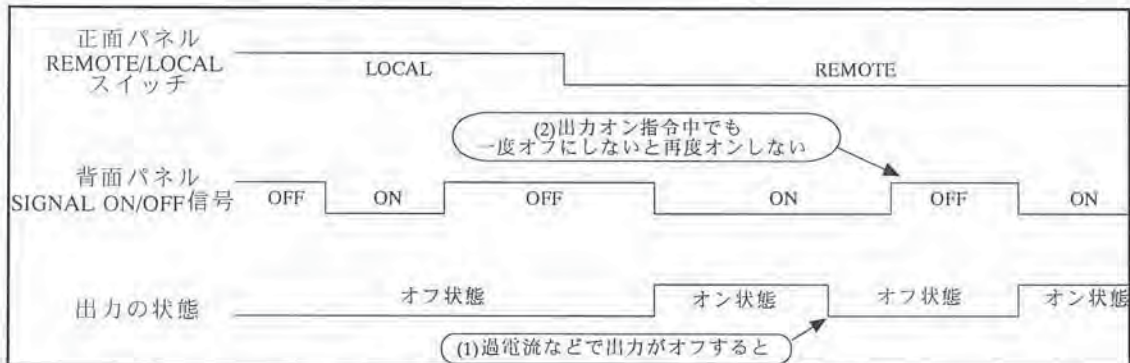 正面パネル
REMOTE/LOCAL
スイッチ
LOCAL
REMOTE
(2)出力オン指令中でも
一度オフにしないと再度オンしない
背面パネル
SIGNAL ON/OFF信号
OFF
ON
OFF
ON
OFF
ON
出力の状態
オフ状態
オン状態
オフ状態
オン状態
(1)過電流などで出力がオフすると